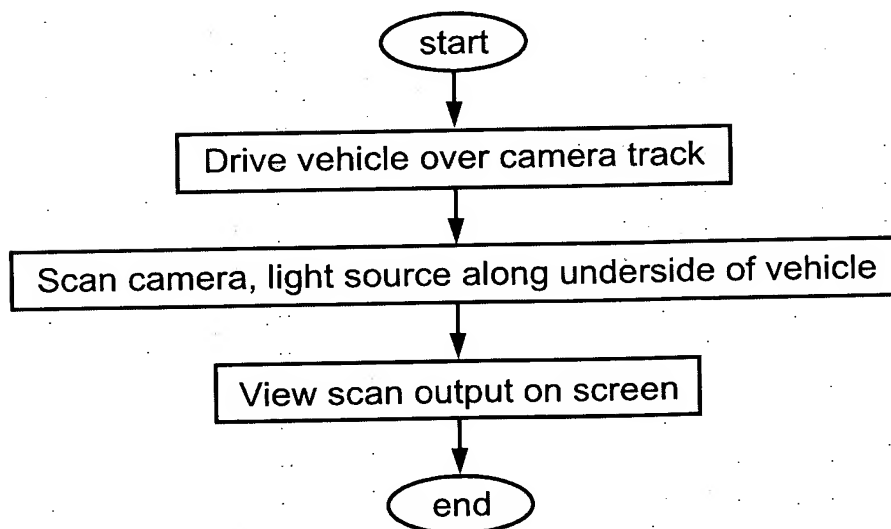 start
Drive vehicle over camera track
Scan camera, light source along underside of vehicle
View scan output on screen
end